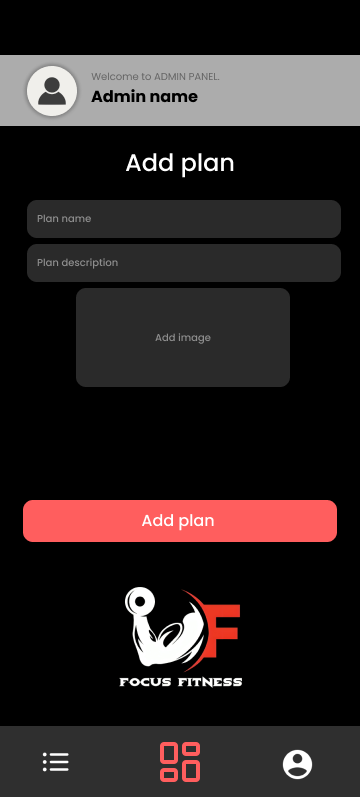 Welcome to ADMIN PANEL.
Admin name
Add plan
Plan name
Plan description
Add image
Add plan
F
FOCUS FITNESS